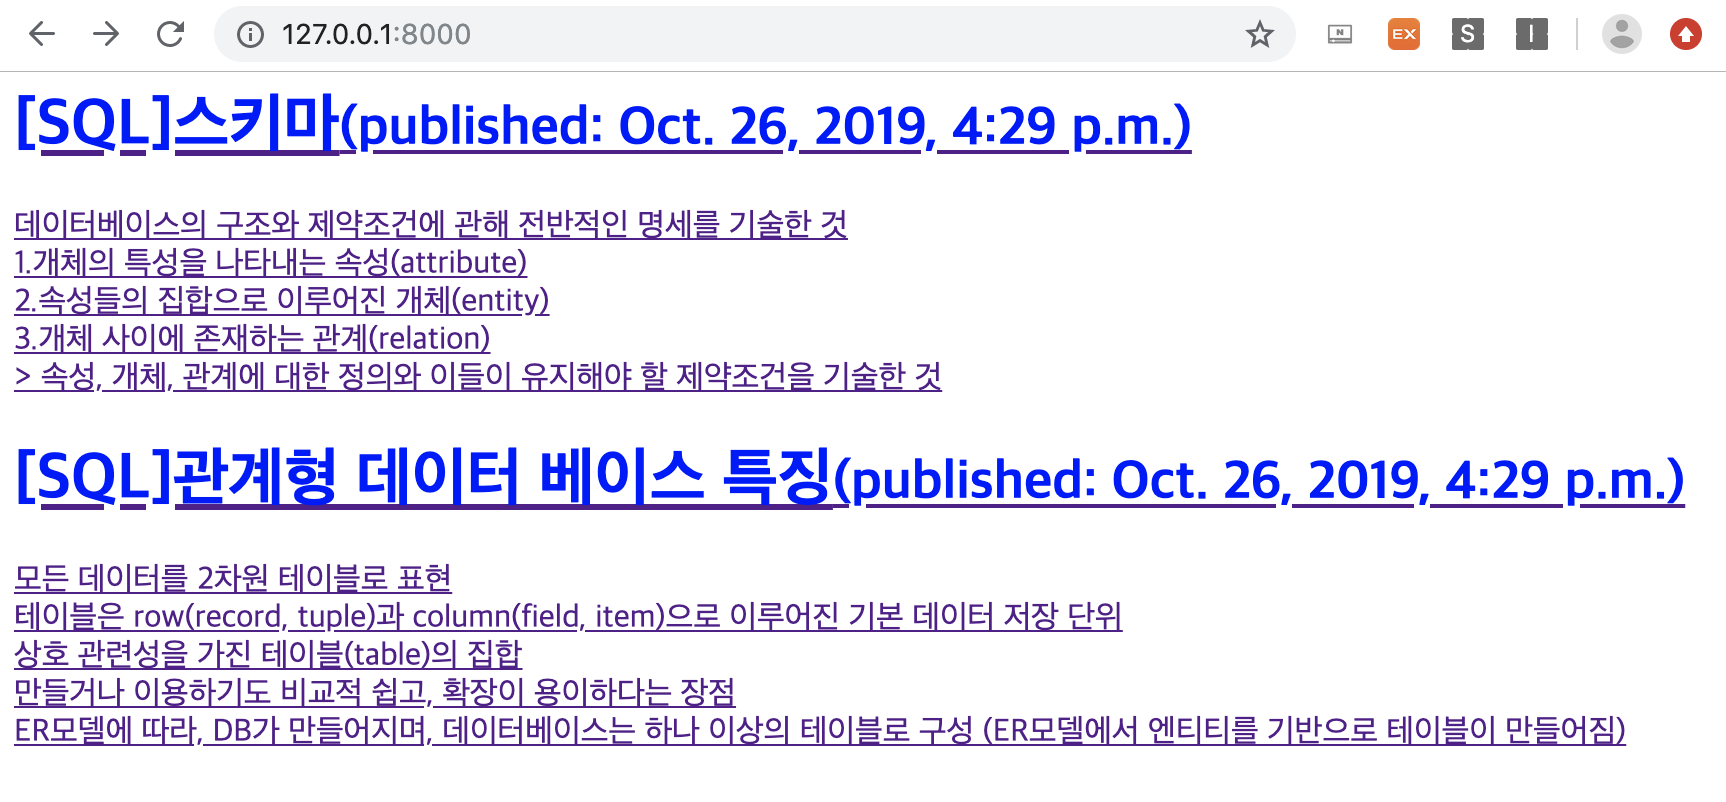 127.0.0.1:8000
N
EX
S
I
[SQL]스키마(published: Oct. 26, 2019, 4:29 p.m.)
데이터베이스의 구조와 제약조건에 관해 전반적인 명세를 기술한 것
1.개체의 특성을 나타내는 속성(attribute)
2.속성들의 집합으로 이루어진 개체(entity)
3.개체 사이에 존재하는 관계(relation)
> 속성, 개체, 관계에 대한 정의와 이들이 유지해야 할 제약조건을 기술한 것
[SQL]관계형 데이터 베이스 특징(published: Oct. 26, 2019, 4:29 p.m.)
모든 데이터를 2차원 테이블로 표현
테이블은 row(record, tuple)과 column(field, item)으로 이루어진 기본 데이터 저장 단위
상호 관련성을 가진 테이블(table)의 집합
만들거나 이용하기도 비교적 쉽고, 확장이 용이하다는 장점
ER모델에 따라, DB가 만들어지며, 데이터베이스는 하나 이상의 테이블로 구성 (ER모델에서 엔티티를 기반으로 테이블이 만들어짐)